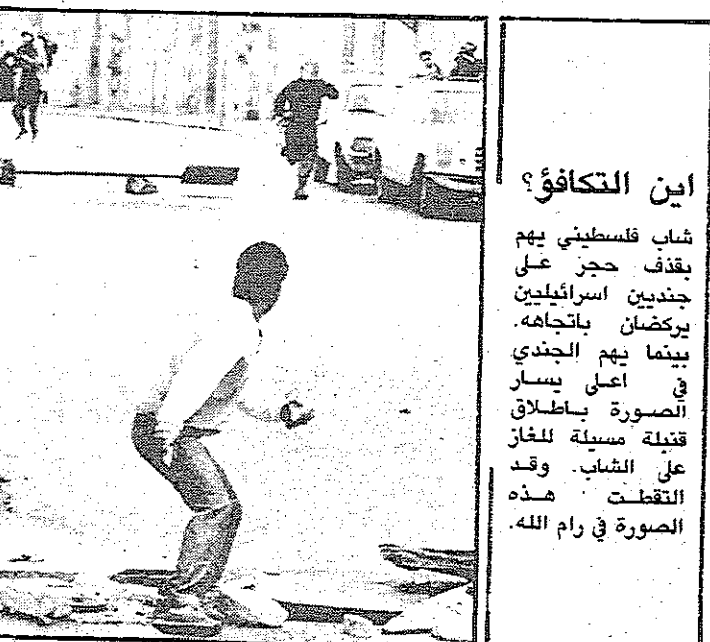 اين التكافؤ؟
شاب فلسطيني يهم
بقذف حجر على
جنديين اسرائيليين
يركضان باتجاهه.
بينما يهم الجندي
في اعلى يسار
الصورة باطلاق
قنبلة مسيلة للغاز
على الشاب. وقد
التقطت هذه
الصورة في رام الله.